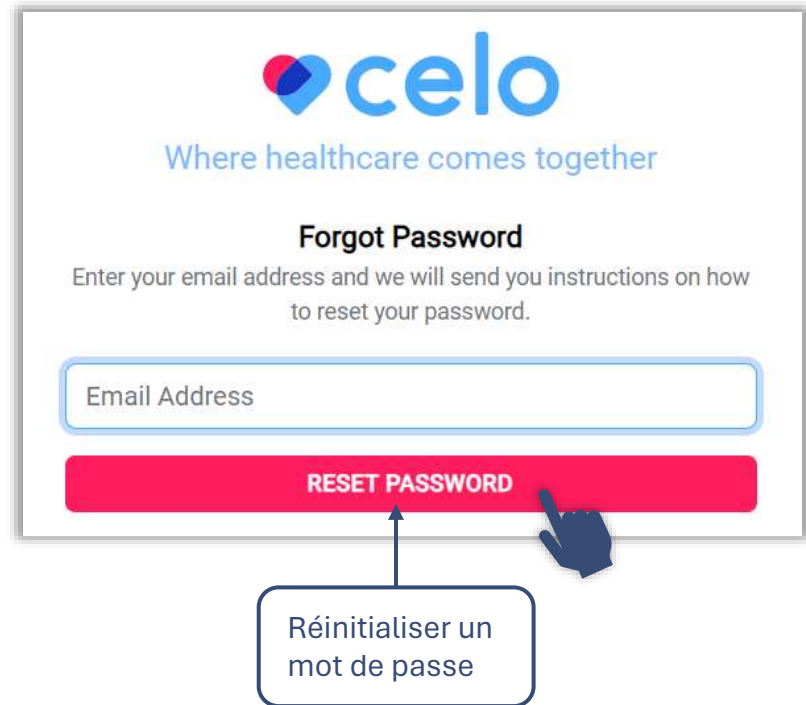 celo
Where healthcare comes together
Forgot Password
Enter your email address and we will send you instructions on how
to reset your password.
Email Address
RESET PASSWORD
Réinitialiser un
mot de passe